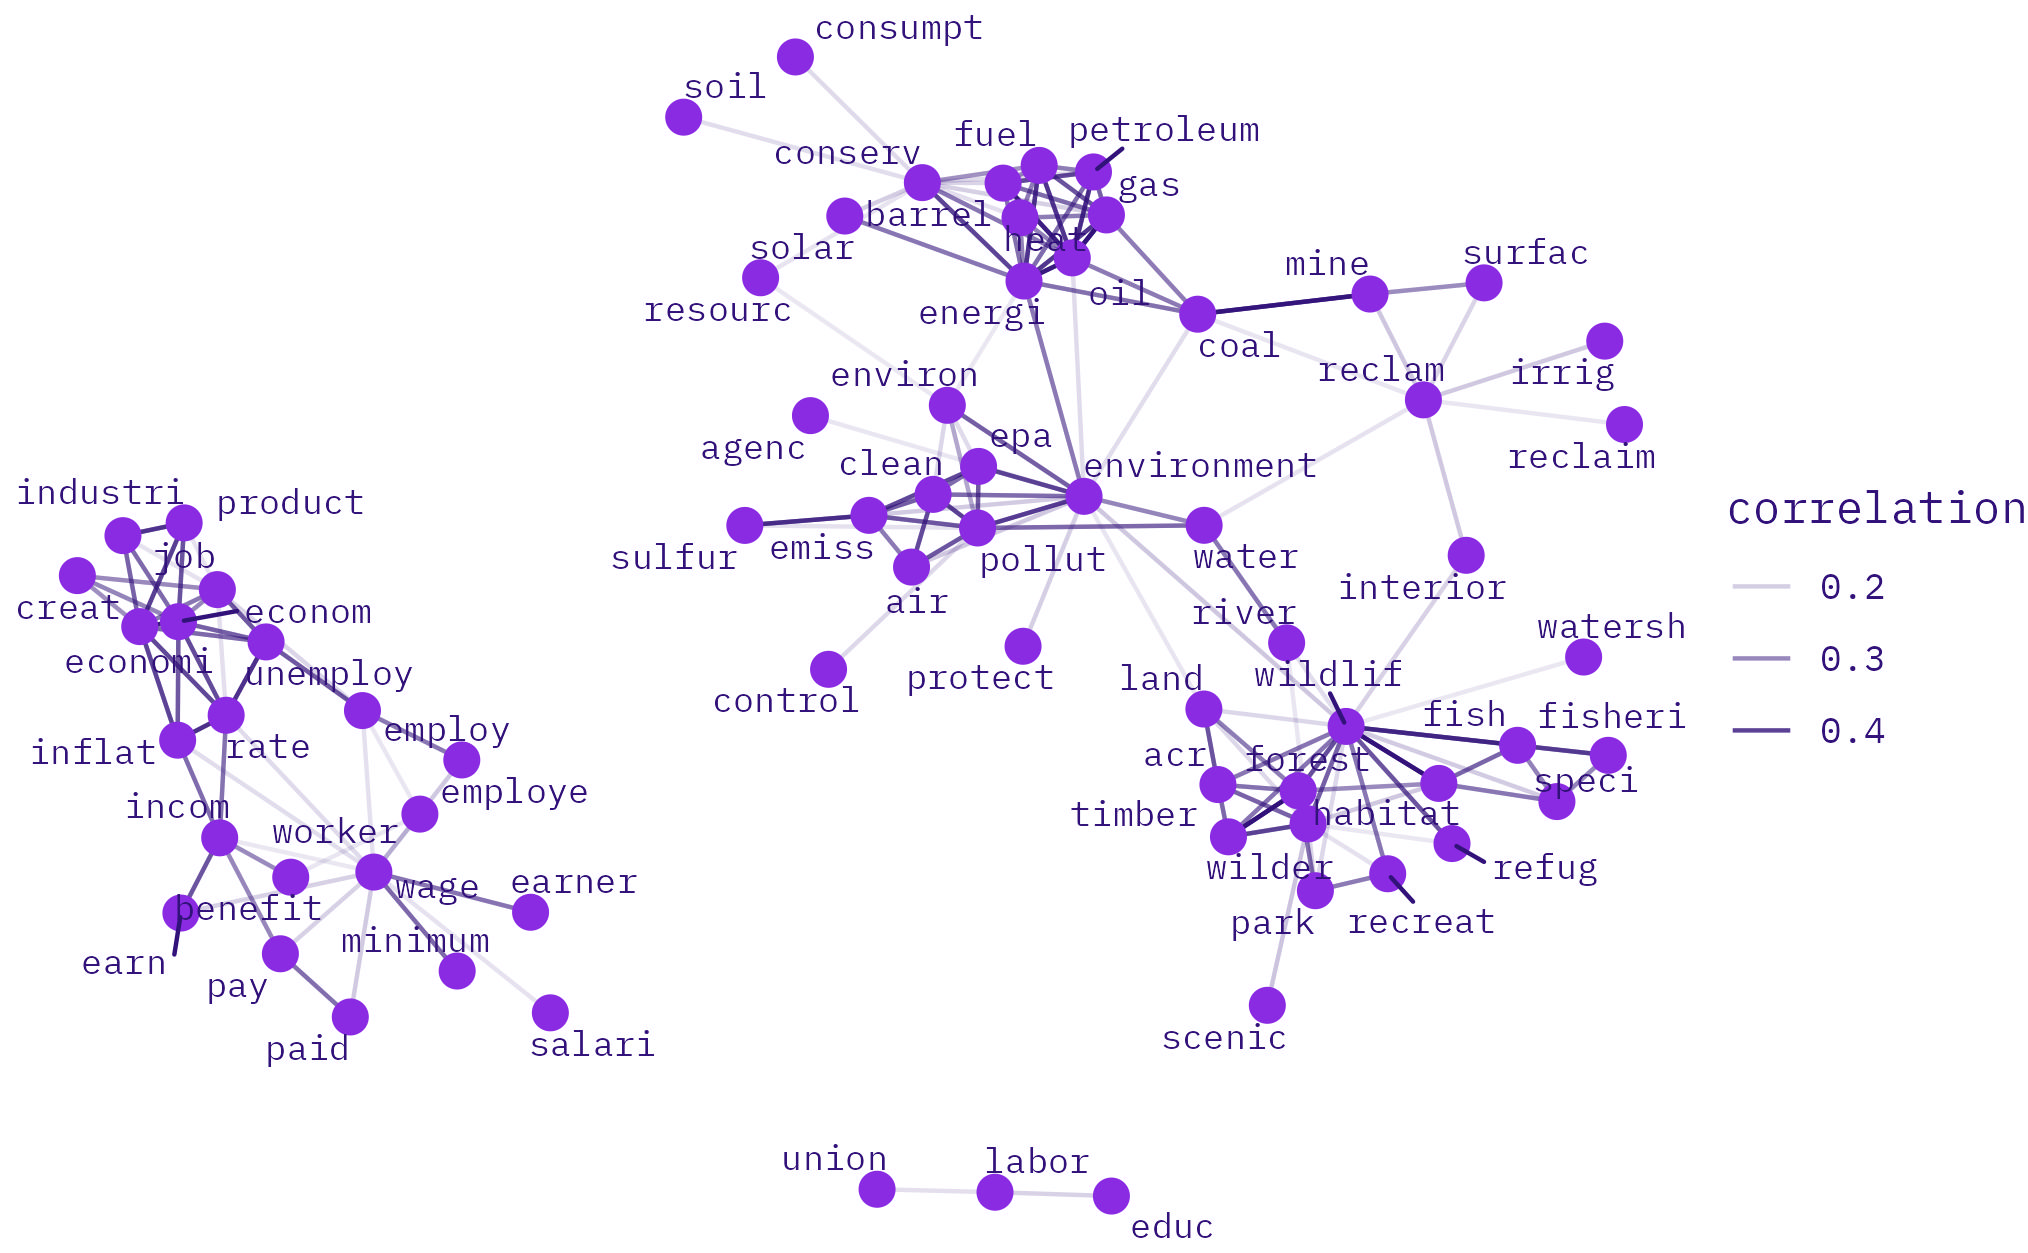 consumpt
soil
fuel
petroleum
conserv
gas
barrel
heat
solar
surfac
mine
resourc
energi
oil
coal
reclam
irrig
environ
epa
agenc
clean
environment
reclaim
industri
product
correlation
job
sulfur
emiss
pollut
water
0.2
creat
econom
air
interior
river
watersh
economi
unemploy
protect
land
wildlif
0.3
control
employ
fish
fisheri
inflat
rate
acr
forest
0.4
employe
speci
incom
worker
timber
habitat
wage
earner
wilder
refug
benefit
minimum
park
recreat
earn
pay
paid
salari
scenic
union
labor
educ